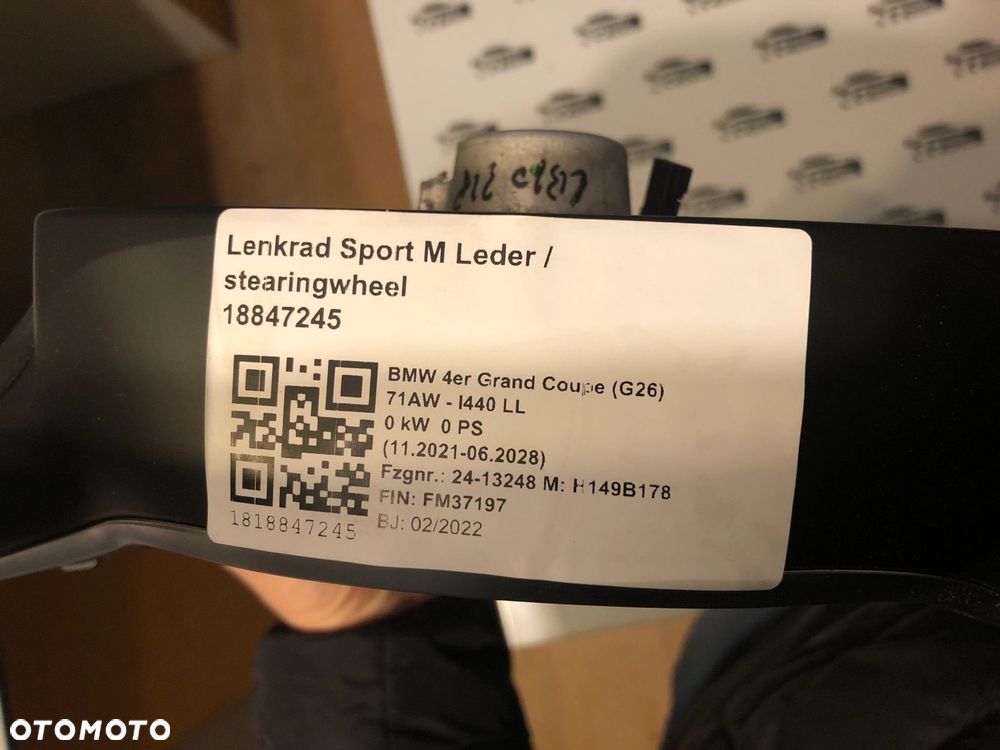 Lenkrad Sport M Leder /
stearingwheel
18847245
BMW 4er Grand Coupe (G26)
71AW - I440 LL
0 kW 0 PS
(11.2021-06.2028)
Fzgnr.: 24-13248 M: H149B178
FIN: FM37197
BJ: 02/2022
1818847245
OTOMOTO